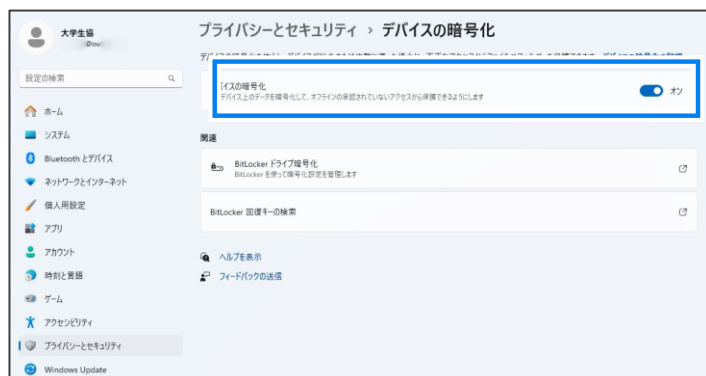 大学生協
プライバシーとセキュリティ › デバイスの暗号化
設定の検索
イスの暗号化
デバイス上のデータを暗号化して、オフラインの承認されていないアクセスから保護できるようにします
オン
ホーム
システム
Bluetooth とデバイス
ネットワークとインターネット
個人用設定
アプリ
アカウント
時刻と言語
ゲーム
アクセシビリティ
プライバシーとセキュリティ
Windows Update
関連
BitLocker ドライブ暗号化
BitLocker を使って暗号化設定を管理します
BitLocker 回復キーの検索
ヘルプを表示
フィードバックの送信